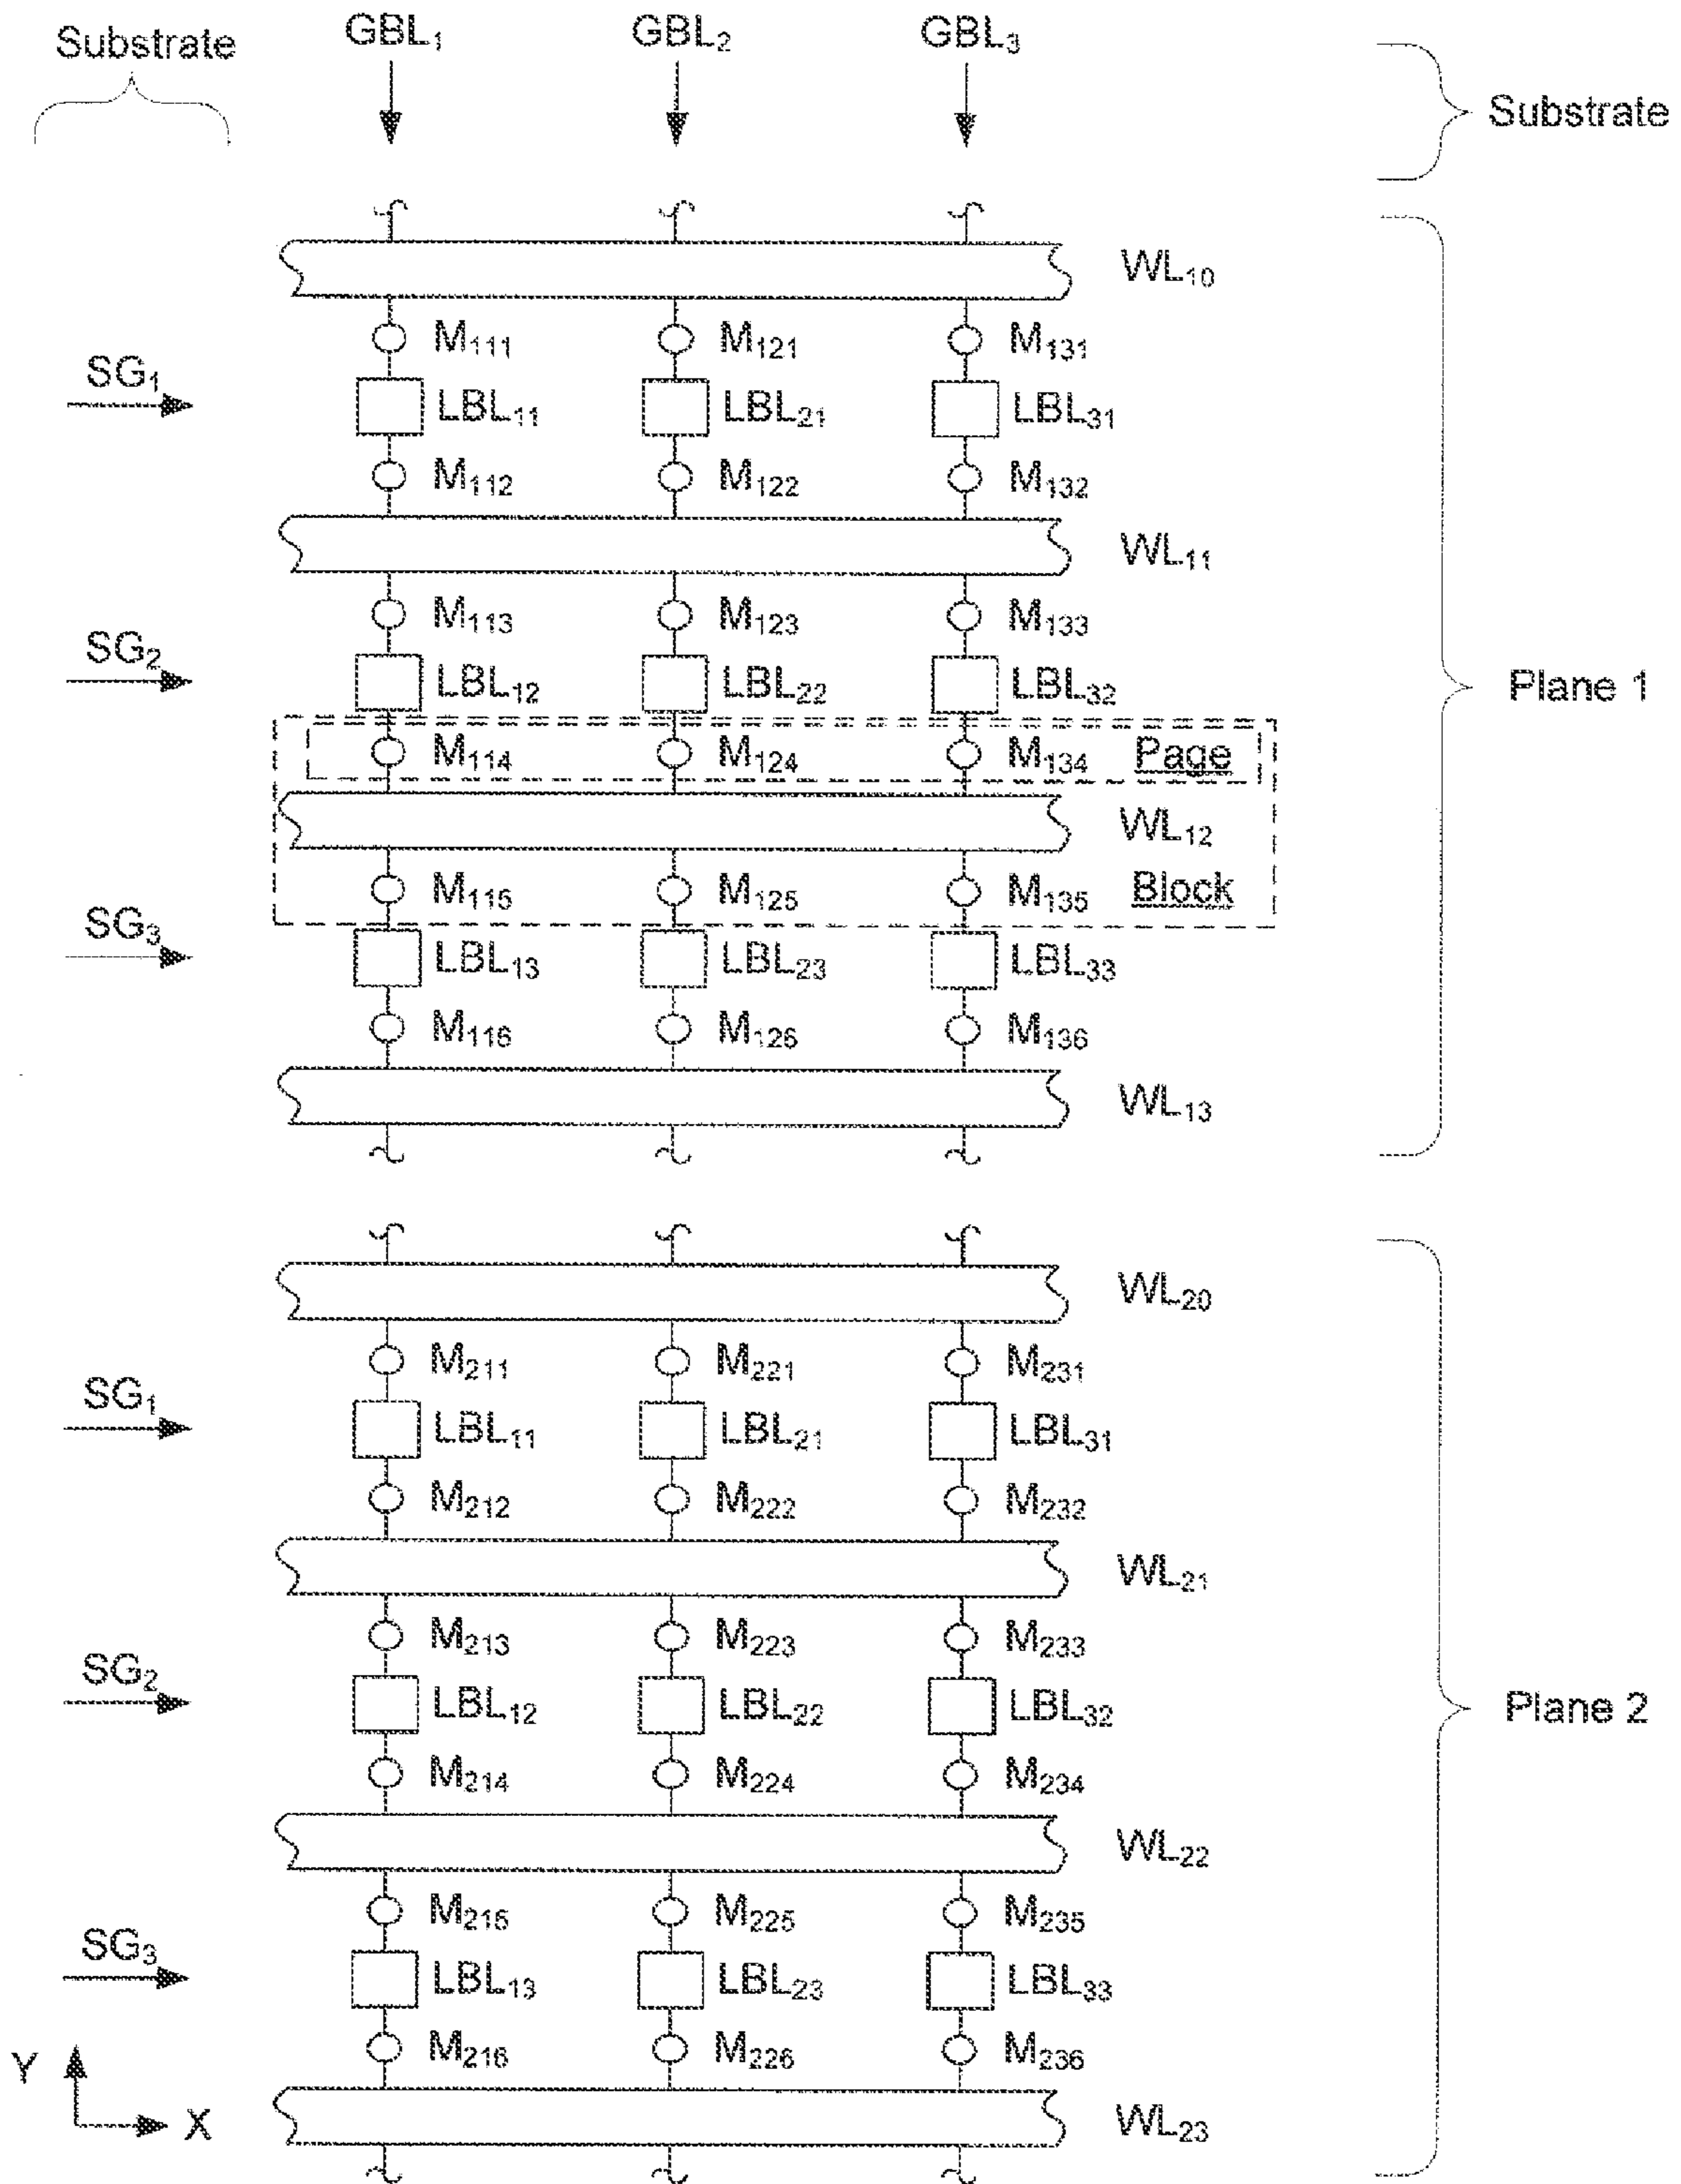 Substrate GBL₁ GBL₂ GBL₃
Substrate
WL₁₀
M₁₁₁ M₁₂₁ M₁₃₁
SG₁ LBL₁₁ LBL₂₁ LBL₃₁
M₁₁₂ M₁₂₂ M₁₃₂
WL₁₁
M₁₁₃ M₁₂₃ M₁₃₃
SG₂ LBL₁₂ LBL₂₂ LBL₃₂ Plane 1
M₁₁₄ M₁₂₄ M₁₃₄ Page
WL₁₂
M₁₁₅ M₁₂₅ M₁₃₅ Block
SG₃ LBL₁₃ LBL₂₃ LBL₃₃
M₁₁₆ M₁₂₆ M₁₃₆
WL₁₃
WL₂₀
M₂₁₁ M₂₂₁ M₂₃₁
SG₁ LBL₁₁ LBL₂₁ LBL₃₁
M₂₁₂ M₂₂₂ M₂₃₂
WL₂₁
M₂₁₃ M₂₂₃ M₂₃₃
SG₂ LBL₁₂ LBL₂₂ LBL₃₂ Plane 2
M₂₁₄ M₂₂₄ M₂₃₄
WL₂₂
M₂₁₅ M₂₂₅ M₂₃₅
SG₃ LBL₁₃ LBL₂₃ LBL₃₃
M₂₁₆ M₂₂₆ M₂₃₆
Y
X WL₂₃